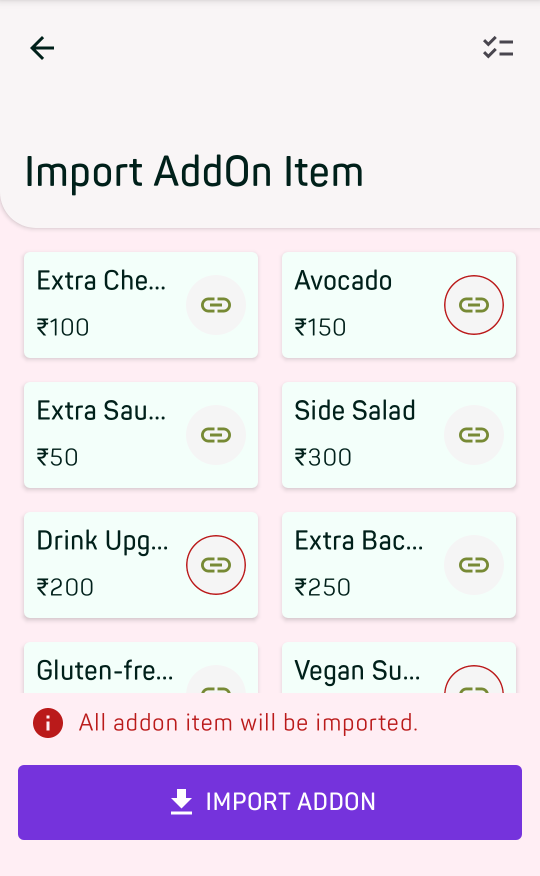 Import AddOn Item
Extra Che...
₹100
Avocado
₹150
Extra Sau...
₹50
Side Salad
₹300
Drink Upg...
₹200
Extra Bac...
₹250
Gluten-fre...
Vegan Su...
All addon item will be imported.
IMPORT ADDON